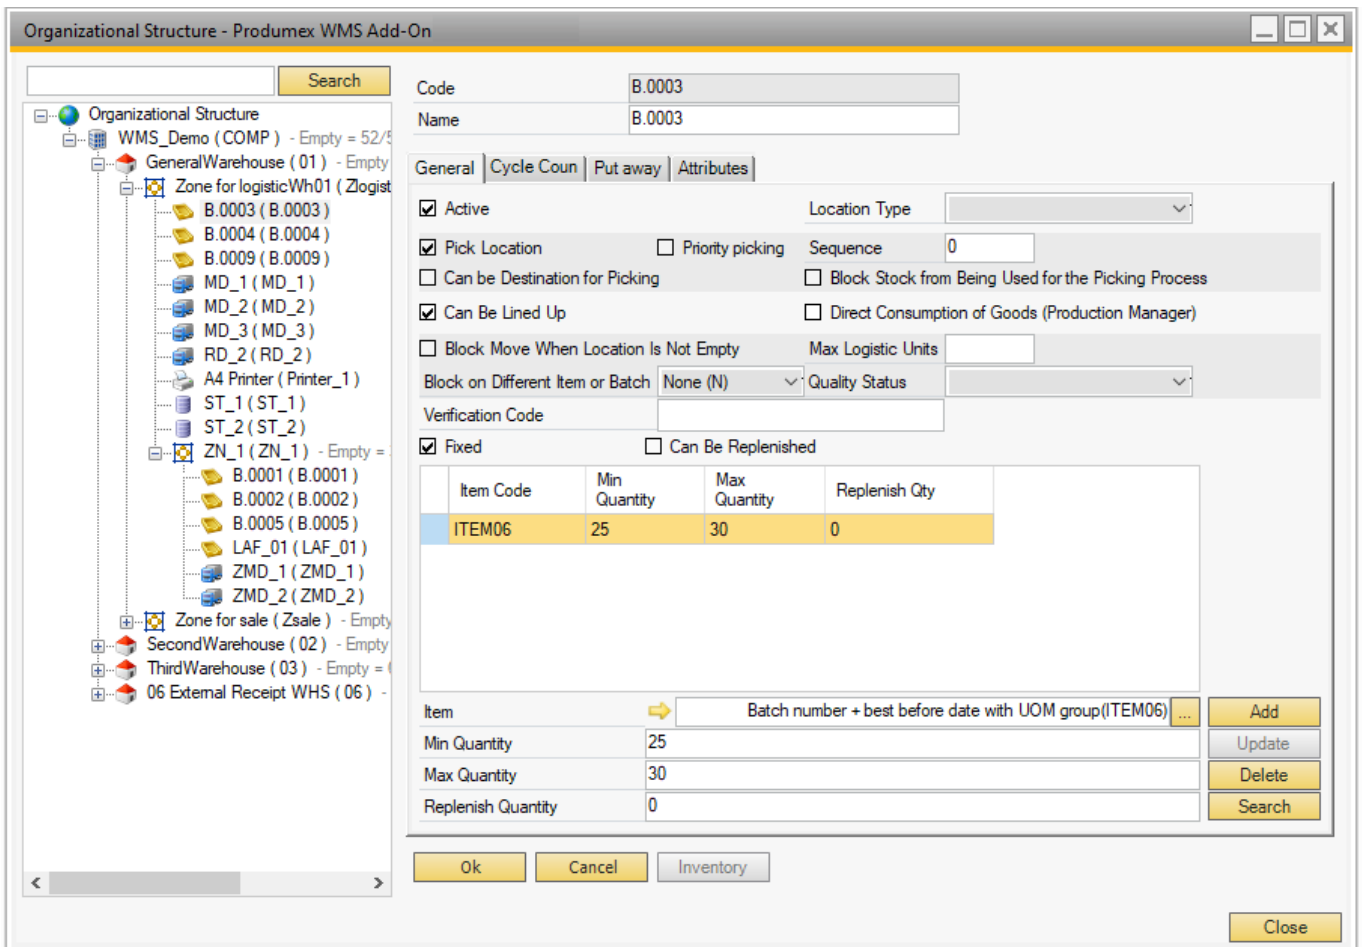 Organizational Structure - Produmex WMS Add-On
Search
Organizational Structure
WMS_Demo ( COMP ) - Empty = 52/5
GeneralWarehouse ( 01 ) - Empty
Zone for logisticWh01 ( Zlogist
B.0003 ( B.0003 )
B.0004 ( B.0004 )
B.0009 ( B.0009 )
MD_1 ( MD_1 )
MD_2 ( MD_2 )
MD_3 ( MD_3 )
RD_2 ( RD_2 )
A4 Printer ( Printer_1 )
ST_1 ( ST_1 )
ST_2 ( ST_2 )
ZN_1 ( ZN_1 ) - Empty =
B.0001 ( B.0001 )
B.0002 ( B.0002 )
B.0005 ( B.0005 )
LAF_01 ( LAF_01 )
ZMD_1 ( ZMD_1 )
ZMD_2 ( ZMD_2 )
Zone for sale ( Zsale ) - Empty
SecondWarehouse ( 02 ) - Empty
ThirdWarehouse ( 03 ) - Empty =
06 External Receipt WHS ( 06 ) -
Code B.0003
Name B.0003
General Cycle Coun Put away Attributes
Active Location Type
Pick Location Priority picking Sequence 0
Can be Destination for Picking Block Stock from Being Used for the Picking Process
Can Be Lined Up Direct Consumption of Goods (Production Manager)
Block Move When Location Is Not Empty Max Logistic Units
Block on Different Item or Batch None (N) Quality Status
Verification Code
Fixed Can Be Replenished
Item Code Min Quantity Max Quantity Replenish Qty
ITEM06 25 30 0
Item Batch number + best before date with UOM group(ITEM06) ... Add
Min Quantity 25 Update
Max Quantity 30 Delete
Replenish Quantity 0 Search
Ok Cancel Inventory
Close